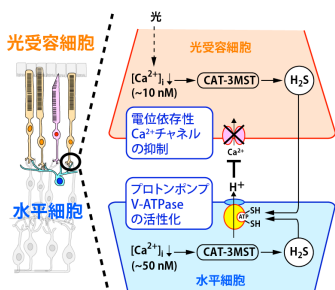 光
光受容細胞
光受容細胞
[Ca²⁺]i↓
(~10 nM)
CAT-3MST
H₂S
電位依存性
Ca²⁺チャネル
の抑制
Ca²⁺
H⁺
プロトンポンプ
V-ATPase
の活性化
ATP
SH
SH
水平細胞
[Ca²⁺]i↓
(~50 nM)
CAT-3MST
H₂S
水平細胞